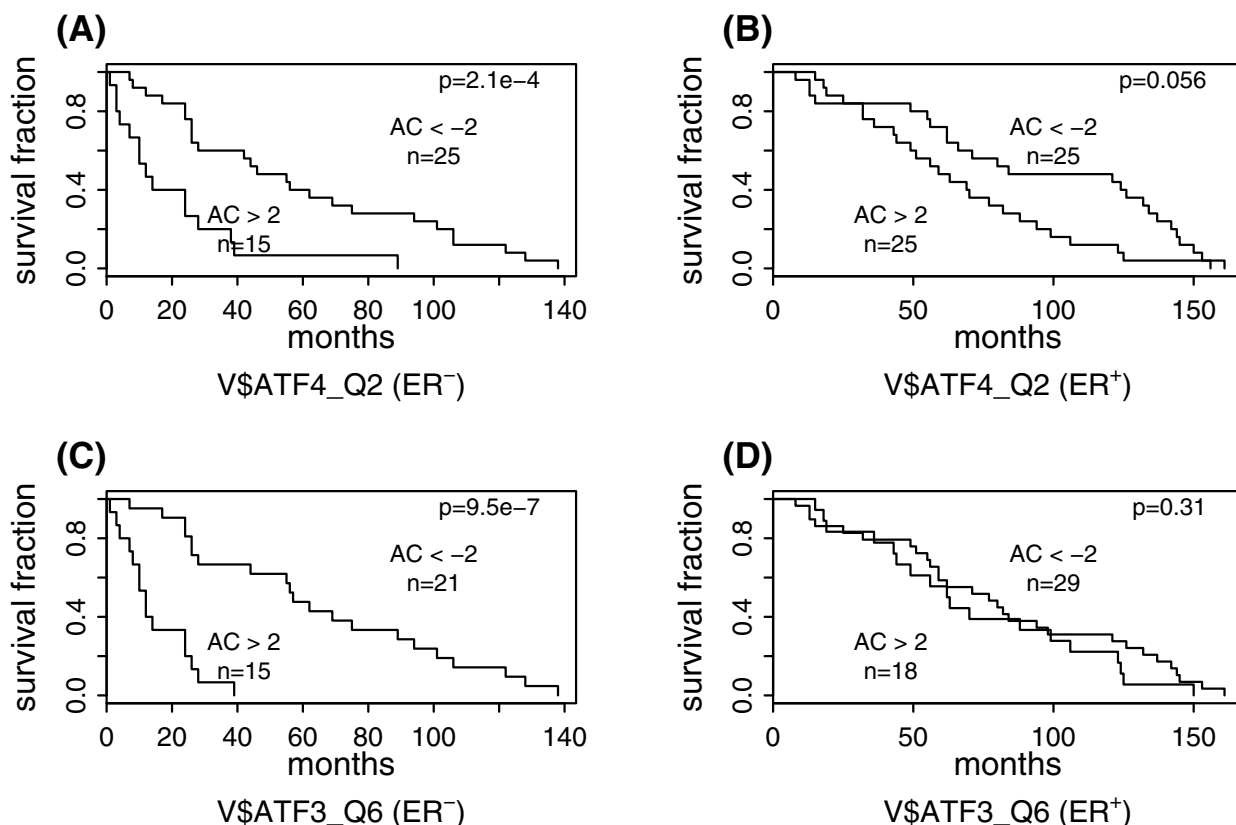 (A)
survival fraction
0.0 0.4 0.8
p=2.1e−4
AC < −2
n=25
AC > 2
n=15
0 20 40 60 80 100 120 140
months
V$ATF4_Q2 (ER⁻)
(B)
survival fraction
0.0 0.4 0.8
p=0.056
AC < −2
n=25
AC > 2
n=25
0 50 100 150
months
V$ATF4_Q2 (ER⁺)
(C)
survival fraction
0.0 0.4 0.8
p=9.5e−7
AC < −2
n=21
AC > 2
n=15
0 20 40 60 80 100 140
months
V$ATF3_Q6 (ER⁻)
(D)
survival fraction
0.0 0.4 0.8
p=0.31
AC < −2
n=29
AC > 2
n=18
0 50 100 150
months
V$ATF3_Q6 (ER⁺)